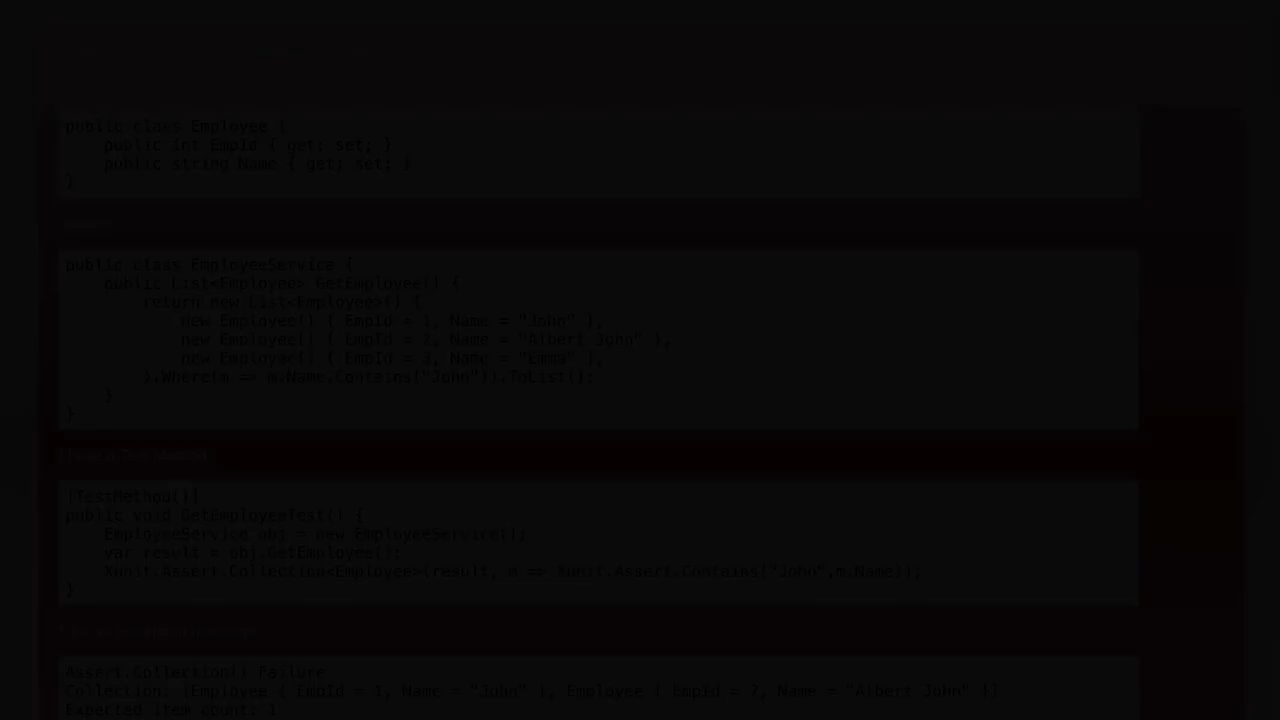 public class Employee {
public int EmpId { get; set; }
public string Name { get; set; }
}
public class EmployeeService {
public List<Employee> GetEmployee() {
return new List<Employee>() {
new Employee() { EmpId = 1, Name = "John" },
new Employee() { EmpId = 2, Name = "Albert John" },
new Employee() { EmpId = 3, Name = "Emma" },
}.Where(m => m.Name.Contains("John")).ToList();
}
}
[TestMethod()]
public void GetEmployeeTest() {
EmployeeService obj = new EmployeeService();
var result = obj.GetEmployee();
Xunit.Assert.Collection<Employee>(result, m => Xunit.Assert.Contains("John",m.Name));
}
Assert.Collection() Failure
Collection: [Employee { EmpId = 1, Name = "John" }, Employee { EmpId = 2, Name = "Albert John" }]
Expected item count: 1